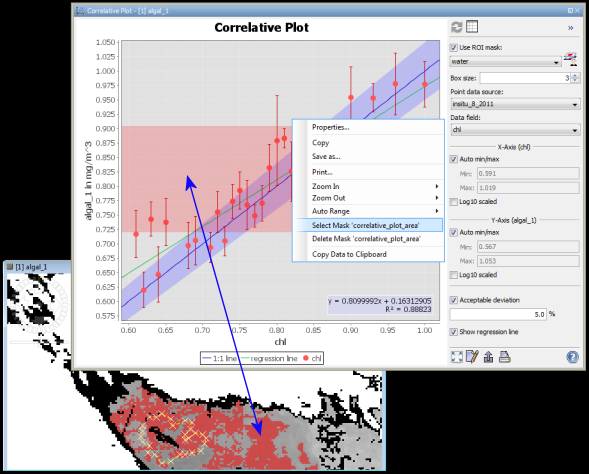 Correlative Plot - [1] algal_1
Correlative Plot
1.050
1.025
1.000
0.975
0.950
0.925
0.900
0.875
0.850
0.825
0.800
0.775
0.750
0.725
0.700
0.675
0.650
0.625
0.600
0.575
algal_1 in mg/m^3
0.60 0.65 0.70 0.75 0.80 0.85 0.90 0.95 1.00
chl
y = 0.8099992x + 0.16312905
R² = 0.88823
1:1 line regression line chl
Properties...
Copy
Save as...
Print...
Zoom In
Zoom Out
Auto Range
Select Mask 'correlative_plot_area'
Delete Mask 'correlative_plot_area'
Copy Data to Clipboard
»
Use ROI mask:
water
Box size: 3
Point data source:
insitu_8_2011
Data field:
chl
X-Axis (chl)
Auto min/max
Min: 0.591
Max: 1.019
Log10 scaled
Y-Axis (algal_1)
Auto min/max
Min: 0.567
Max: 1.053
Log10 scaled
Acceptable deviation
5.0 %
Show regression line
[1] algal_1